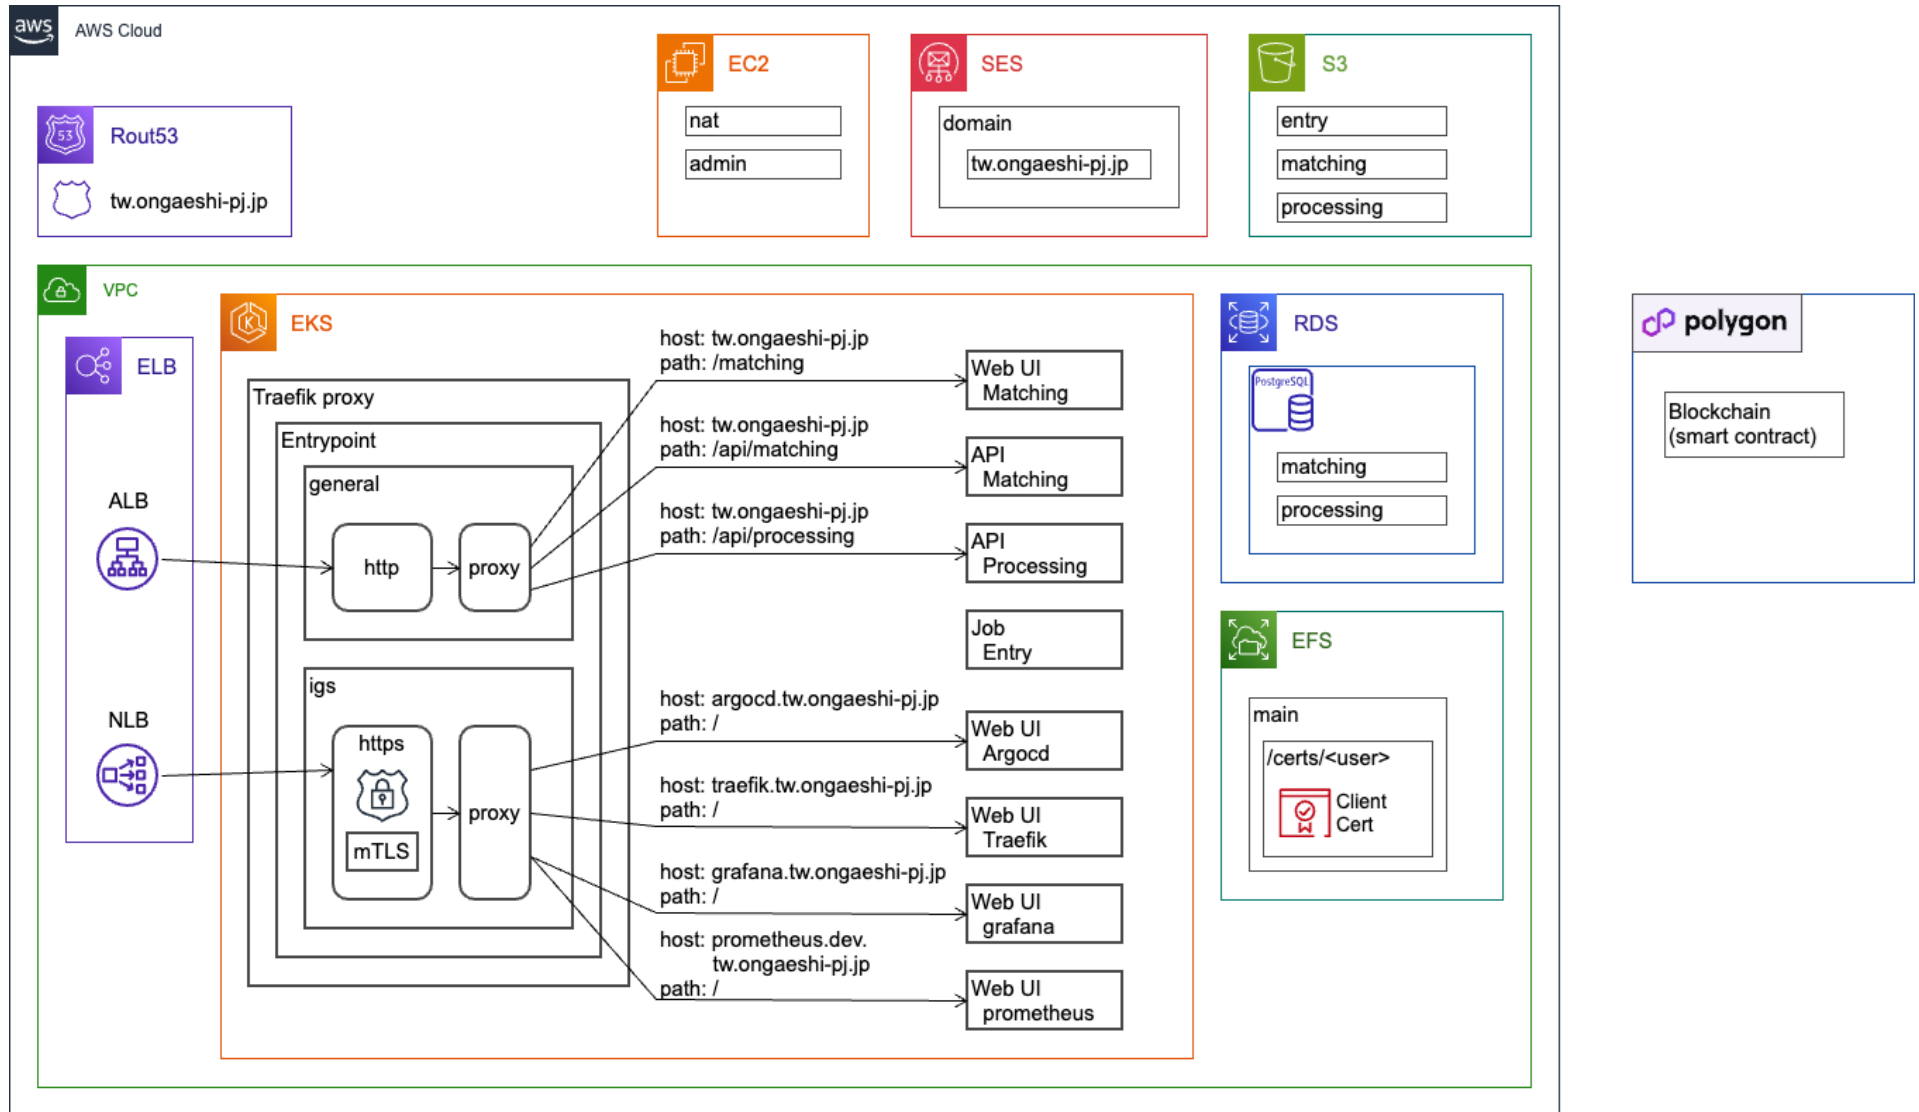 aws
AWS Cloud
Rout53
53
tw.ongaeshi-pj.jp
EC2
nat
admin
SES
domain
tw.ongaeshi-pj.jp
S3
entry
matching
processing
VPC
ELB
ALB
NLB
EKS
K
Traefik proxy
Entrypoint
general
http
proxy
igs
https
mTLS
proxy
host: tw.ongaeshi-pj.jp
path: /matching
Web UI
Matching
host: tw.ongaeshi-pj.jp
path: /api/matching
API
Matching
host: tw.ongaeshi-pj.jp
path: /api/processing
API
Processing
Job
Entry
host: argocd.tw.ongaeshi-pj.jp
path: /
Web UI
Argocd
host: traefik.tw.ongaeshi-pj.jp
path: /
Web UI
Traefik
host: grafana.tw.ongaeshi-pj.jp
path: /
Web UI
grafana
host: prometheus.dev.
tw.ongaeshi-pj.jp
path: /
Web UI
prometheus
RDS
PostgreSQL
matching
processing
EFS
main
/certs/<user>
Client
Cert
polygon
Blockchain
(smart contract)